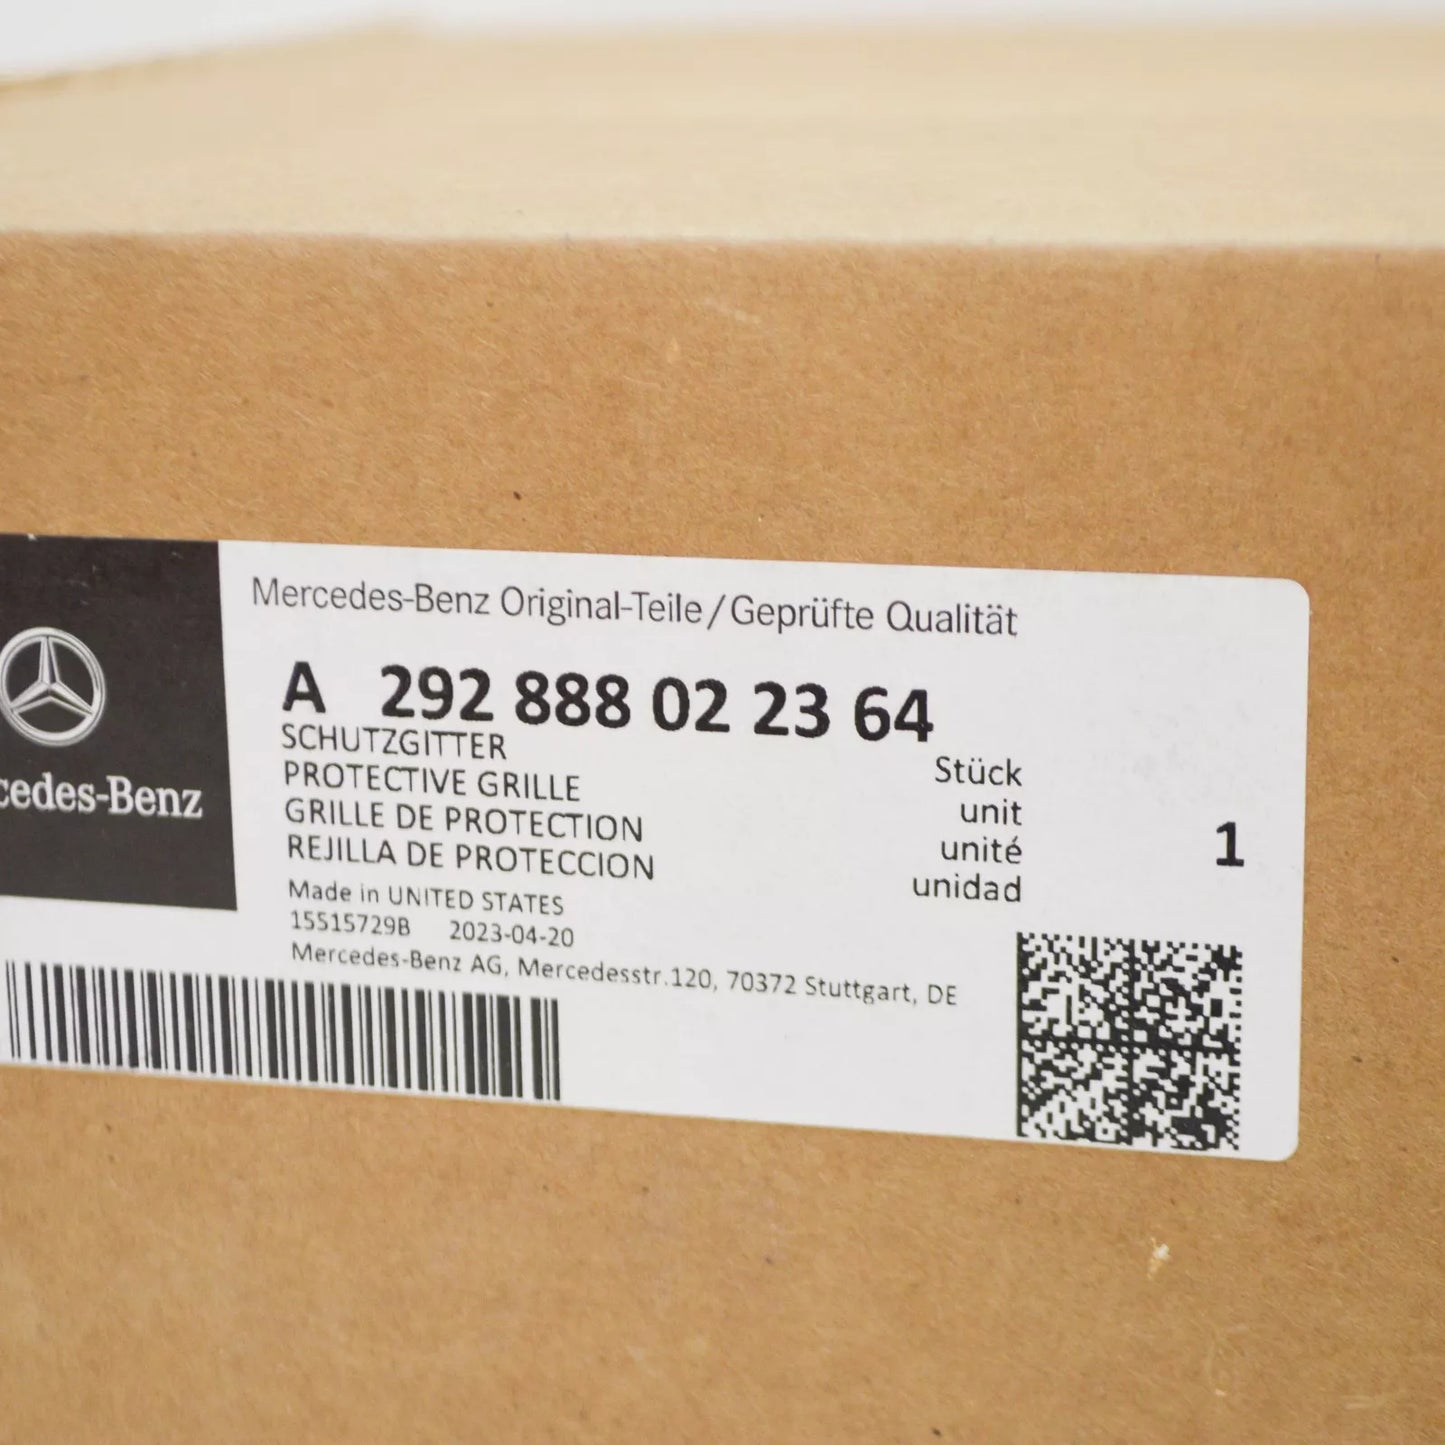 Mercedes-Benz Original-Teile / Geprüfte Qualität
A 292 888 02 23 64
SCHUTZGITTER
PROTECTIVE GRILLE
GRILLE DE PROTECTION
REJILLA DE PROTECCION
Stück
unit
unité
unidad
1
Made in UNITED STATES
15515729B 2023-04-20
Mercedes-Benz AG, Mercedesstr.120, 70372 Stuttgart, DE
cedes-Benz